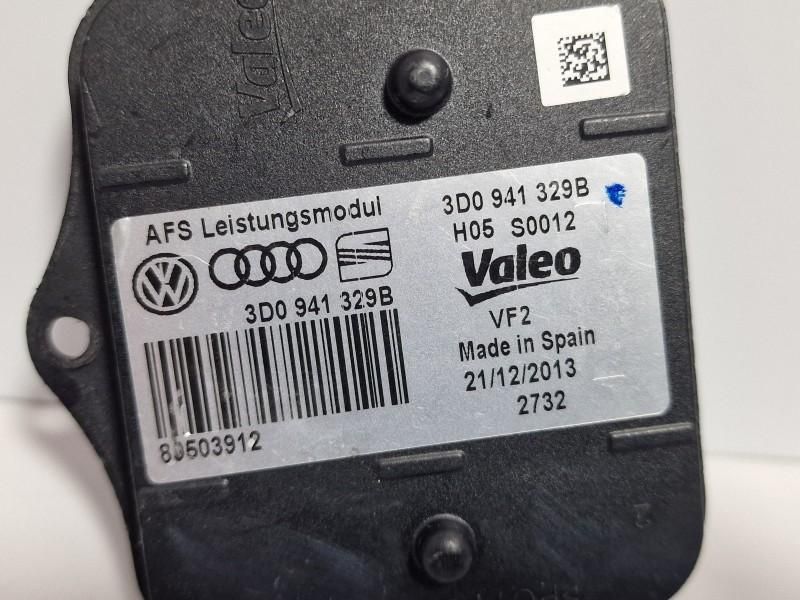 Valeo
AFS Leistungsmodul
3D0 941 329B
80503912
3D0 941 329B
H05 S0012
Valeo
VF2
Made in Spain
21/12/2013
2732
2